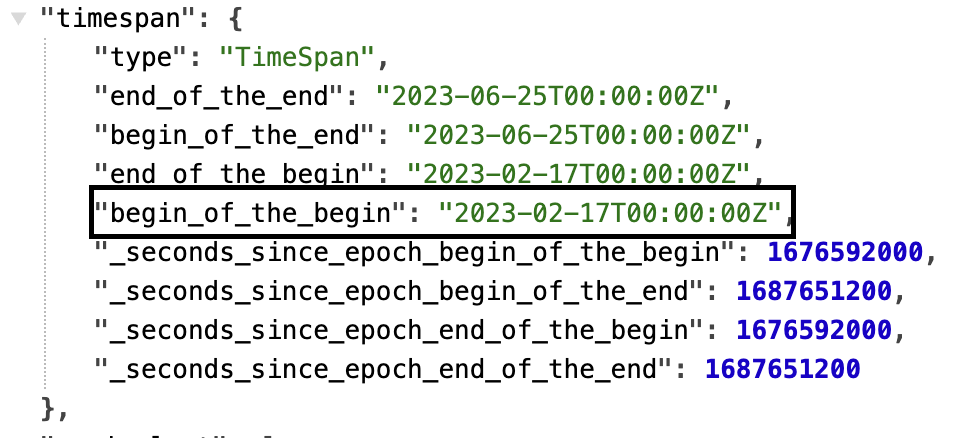 "timespan": {
"type": "TimeSpan",
"end_of_the_end": "2023-06-25T00:00:00Z",
"begin_of_the_end": "2023-06-25T00:00:00Z",
"end_of_the_begin": "2023-02-17T00:00:00Z",
"begin_of_the_begin": "2023-02-17T00:00:00Z",
"_seconds_since_epoch_begin_of_the_begin": 1676592000,
"_seconds_since_epoch_begin_of_the_end": 1687651200,
"_seconds_since_epoch_end_of_the_begin": 1676592000,
"_seconds_since_epoch_end_of_the_end": 1687651200
},